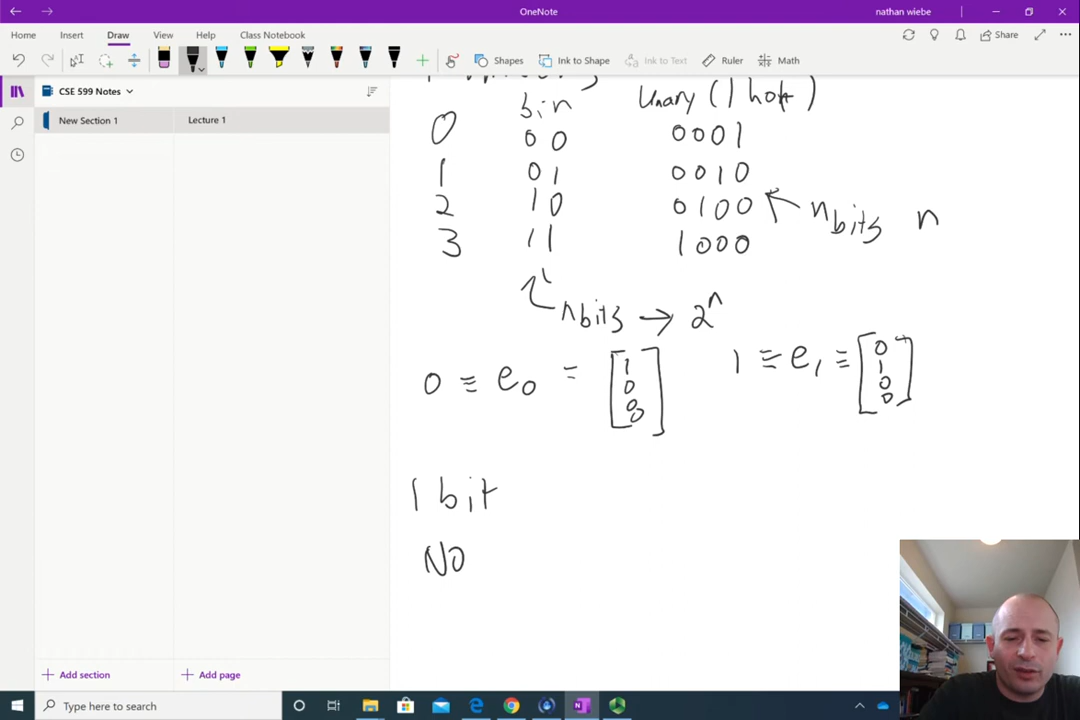 OneNote
nathan wiebe
Home Insert Draw View Help Class Notebook
Share
Shapes Ink to Shape Ink to Text Ruler Math
CSE 599 Notes
New Section 1
Lecture 1
bin Unary (1 hot)
0 00 0001
1 01 0010
2 10 0100 n bits n
3 11 1000
n bits → 2^n
0 ≡ e₀ = [1 0 0 0] 1 ≡ e₁ ≡ [0 1 0 0]
1 bit
NO
Add section
Add page
Type here to search